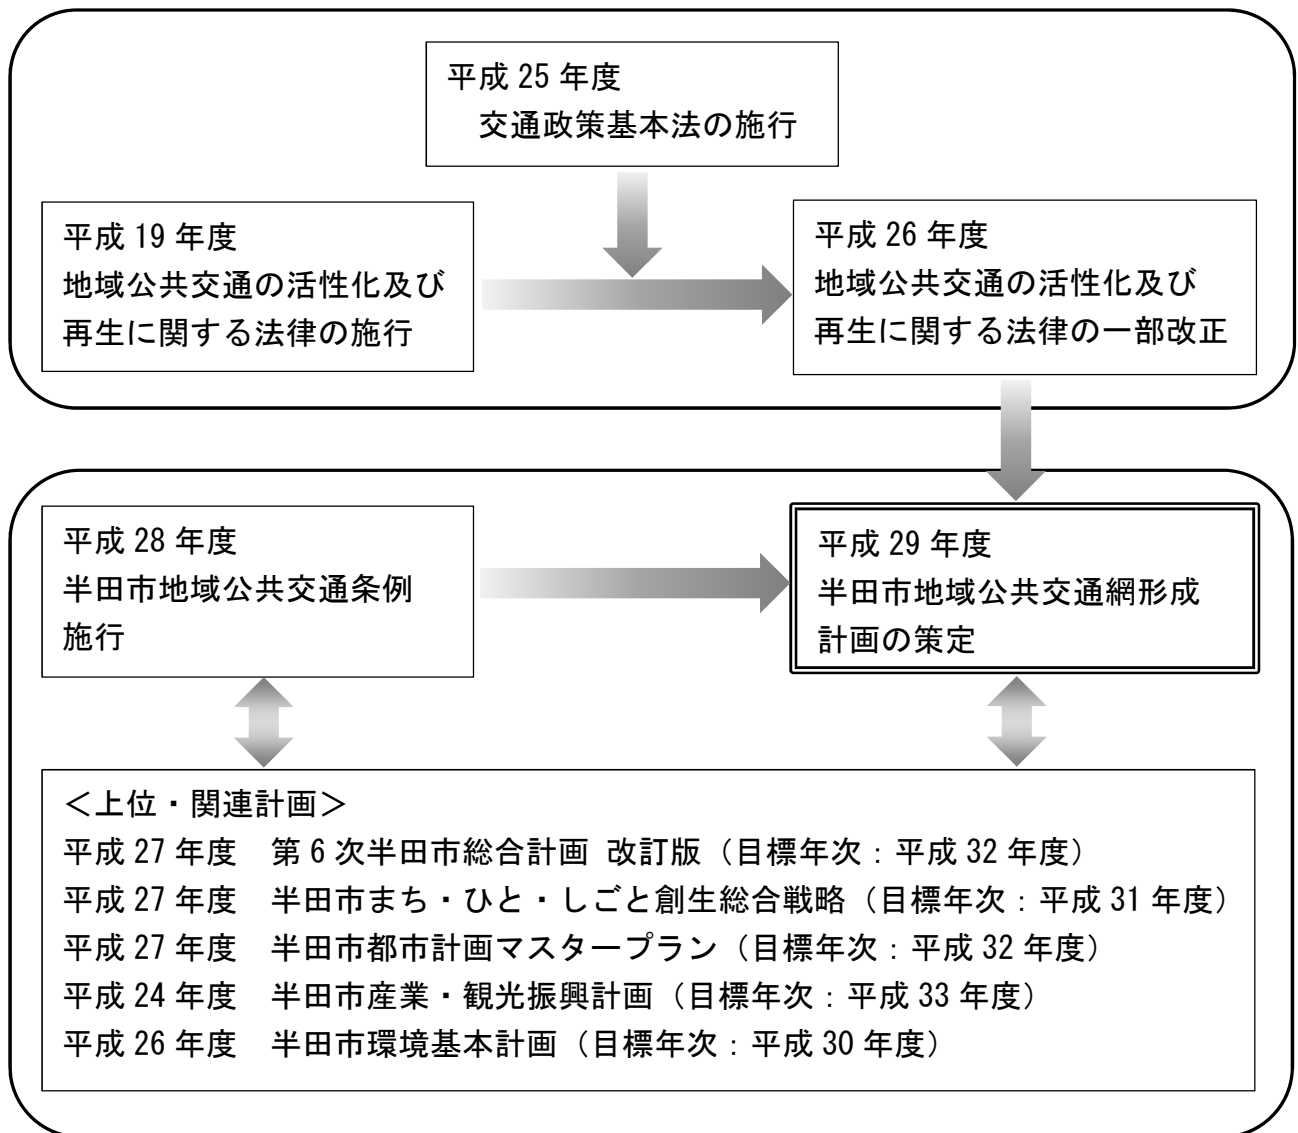 平成 25 年度
交通政策基本法の施行
平成 19 年度
地域公共交通の活性化及び
再生に関する法律の施行
平成 26 年度
地域公共交通の活性化及び
再生に関する法律の一部改正
平成 28 年度
半田市地域公共交通条例
施行
平成 29 年度
半田市地域公共交通網形成
計画の策定
＜上位・関連計画＞
平成 27 年度　第 6 次半田市総合計画 改訂版（目標年次：平成 32 年度）
平成 27 年度　半田市まち・ひと・しごと創生総合戦略（目標年次：平成 31 年度）
平成 27 年度　半田市都市計画マスタープラン（目標年次：平成 32 年度）
平成 24 年度　半田市産業・観光振興計画（目標年次：平成 33 年度）
平成 26 年度　半田市環境基本計画（目標年次：平成 30 年度）